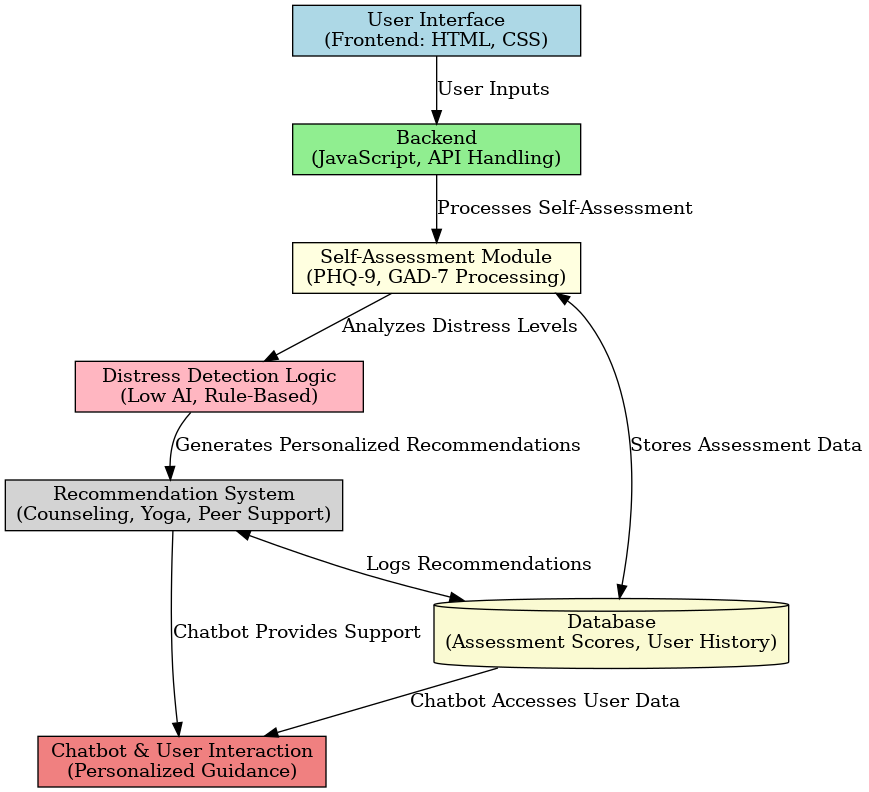 User Interface
(Frontend: HTML, CSS)
User Inputs
Backend
(JavaScript, API Handling)
Processes Self-Assessment
Self-Assessment Module
(PHQ-9, GAD-7 Processing)
Analyzes Distress Levels
Distress Detection Logic
(Low AI, Rule-Based)
Generates Personalized Recommendations
Stores Assessment Data
Recommendation System
(Counseling, Yoga, Peer Support)
Logs Recommendations
Database
(Assessment Scores, User History)
Chatbot Provides Support
Chatbot Accesses User Data
Chatbot & User Interaction
(Personalized Guidance)